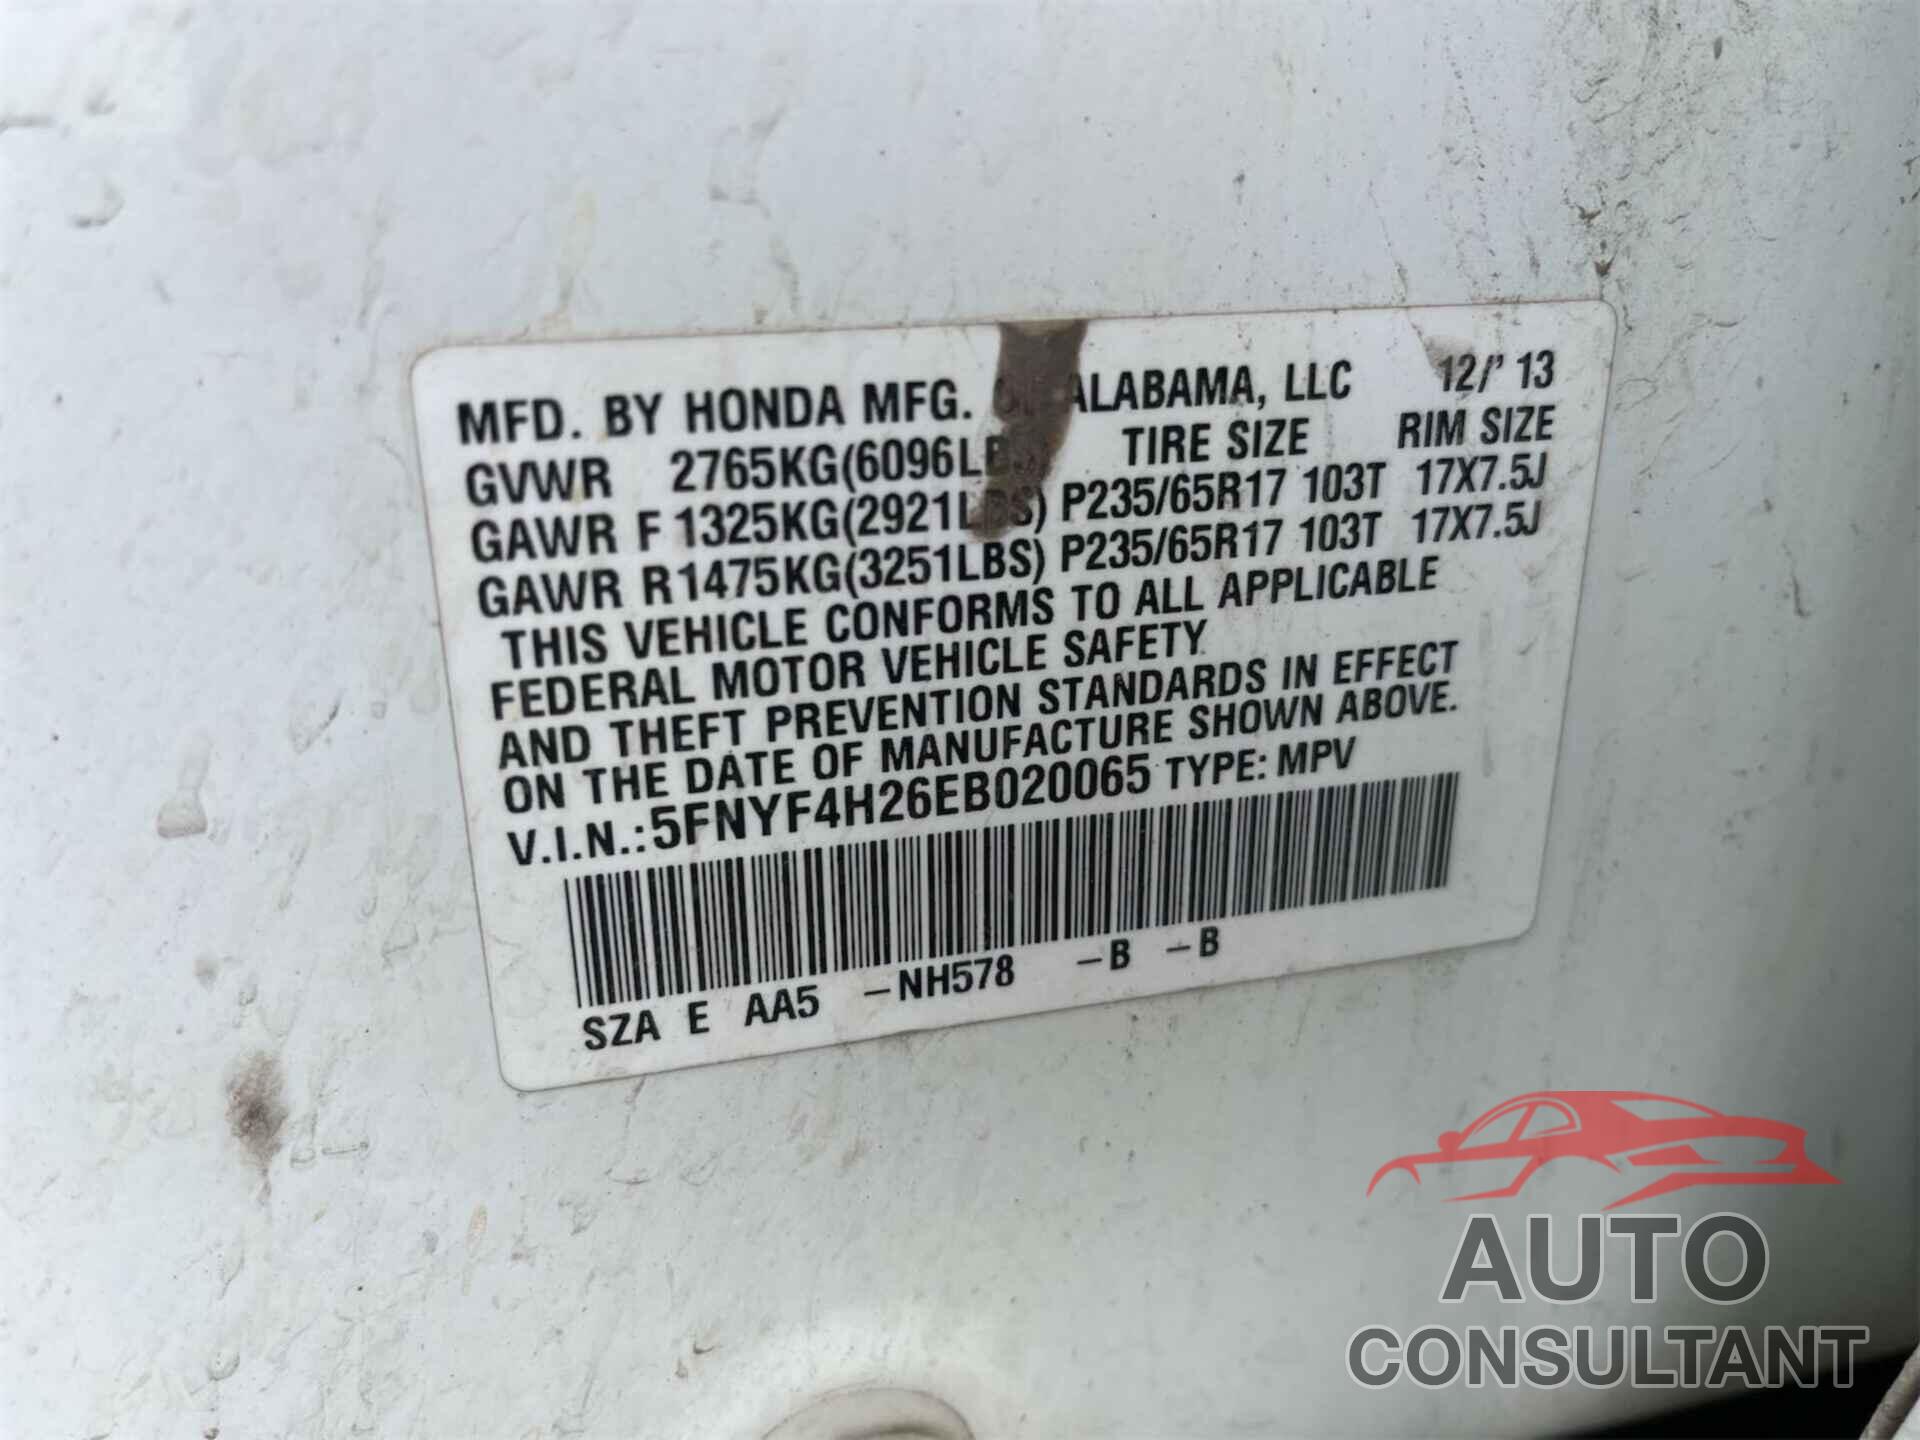 MFD. BY HONDA MFG. ALABAMA, LLC 12/' 13
GVWR 2765KG(6096LBS) TIRE SIZE RIM SIZE
GAWR F 1325KG(2921LBS) P235/65R17 103T 17X7.5J
GAWR R1475KG(3251LBS) P235/65R17 103T 17X7.5J
THIS VEHICLE CONFORMS TO ALL APPLICABLE
FEDERAL MOTOR VEHICLE SAFETY
AND THEFT PREVENTION STANDARDS IN EFFECT
ON THE DATE OF MANUFACTURE SHOWN ABOVE.
V.I.N.:5FNYF4H26EB020065 TYPE: MPV
SZA E AA5 –NH578 –B –B
AUTO
CONSULTANT